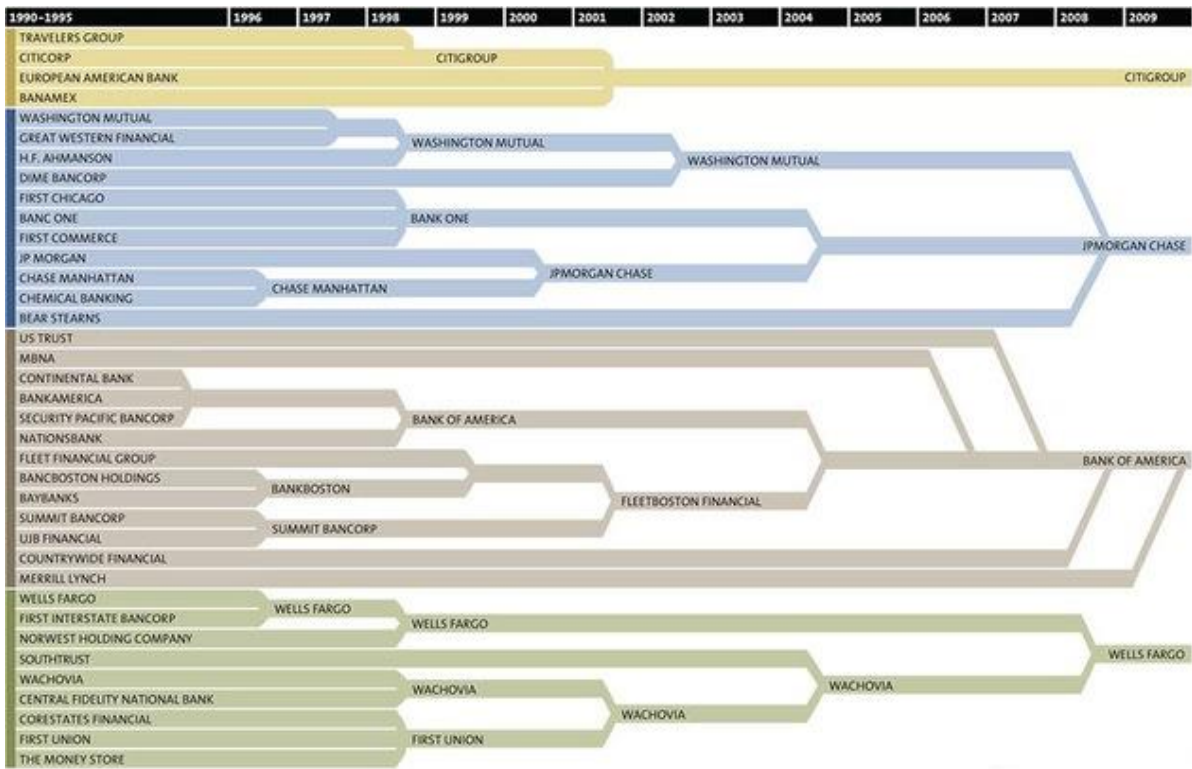 1990-1995 1996 1997 1998 1999 2000 2001 2002 2003 2004 2005 2006 2007 2008 2009
TRAVELERS GROUP
CITICORP CITIGROUP
EUROPEAN AMERICAN BANK CITIGROUP
BANAMEX
WASHINGTON MUTUAL
GREAT WESTERN FINANCIAL WASHINGTON MUTUAL
H.F. AHMANSON WASHINGTON MUTUAL
DIME BANCORP
FIRST CHICAGO
BANC ONE BANK ONE
FIRST COMMERCE JPMORGAN CHASE
JP MORGAN
CHASE MANHATTAN JPMORGAN CHASE
CHASE MANHATTAN
CHEMICAL BANKING
BEAR STEARNS
US TRUST
MBNA
CONTINENTAL BANK
BANKAMERICA
SECURITY PACIFIC BANCORP BANK OF AMERICA
NATIONSBANK
FLEET FINANCIAL GROUP BANK OF AMERICA
BANCBOSTON HOLDINGS
BANKBOSTON
BAYBANKS FLEETBOSTON FINANCIAL
SUMMIT BANCORP
SUMMIT BANCORP
UJB FINANCIAL
COUNTRYWIDE FINANCIAL
MERRILL LYNCH
WELLS FARGO
WELLS FARGO
FIRST INTERSTATE BANCORP WELLS FARGO
NORWEST HOLDING COMPANY
SOUTHTRUST WELLS FARGO
WACHOVIA WACHOVIA
WACHOVIA
CENTRAL FIDELITY NATIONAL BANK
CORESTATES FINANCIAL WACHOVIA
FIRST UNION FIRST UNION
THE MONEY STORE